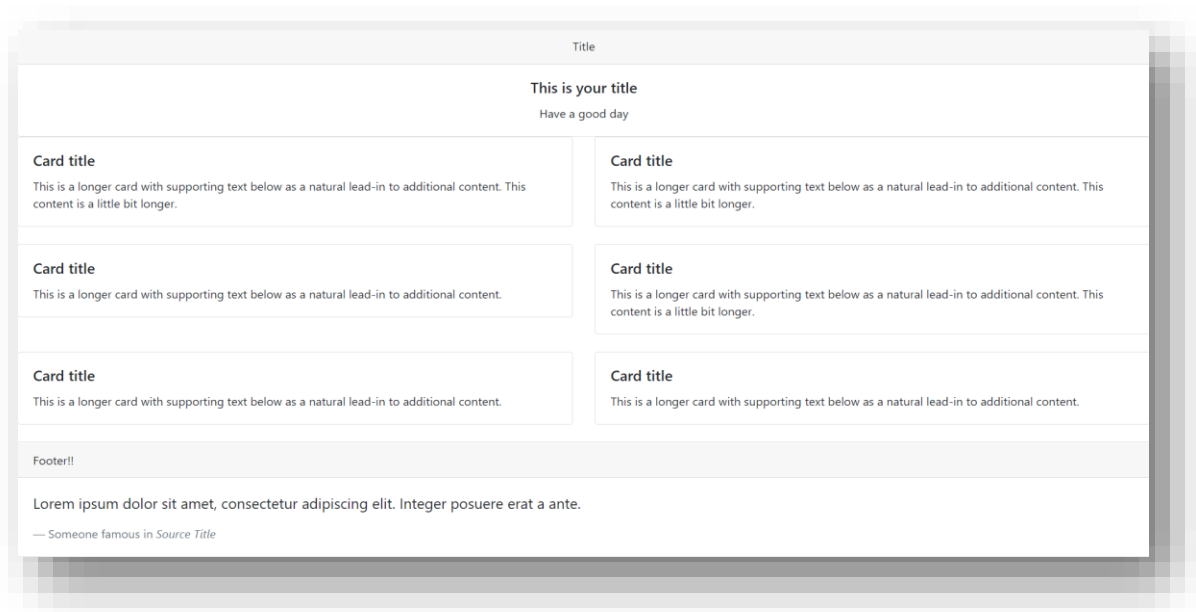 Title
This is your title
Have a good day
Card title
This is a longer card with supporting text below as a natural lead-in to additional content. This
content is a little bit longer.
Card title
This is a longer card with supporting text below as a natural lead-in to additional content. This
content is a little bit longer.
Card title
This is a longer card with supporting text below as a natural lead-in to additional content.
Card title
This is a longer card with supporting text below as a natural lead-in to additional content. This
content is a little bit longer.
Card title
This is a longer card with supporting text below as a natural lead-in to additional content.
Card title
This is a longer card with supporting text below as a natural lead-in to additional content.
Footer!!
Lorem ipsum dolor sit amet, consectetur adipiscing elit. Integer posuere erat a ante.
— Someone famous in Source Title